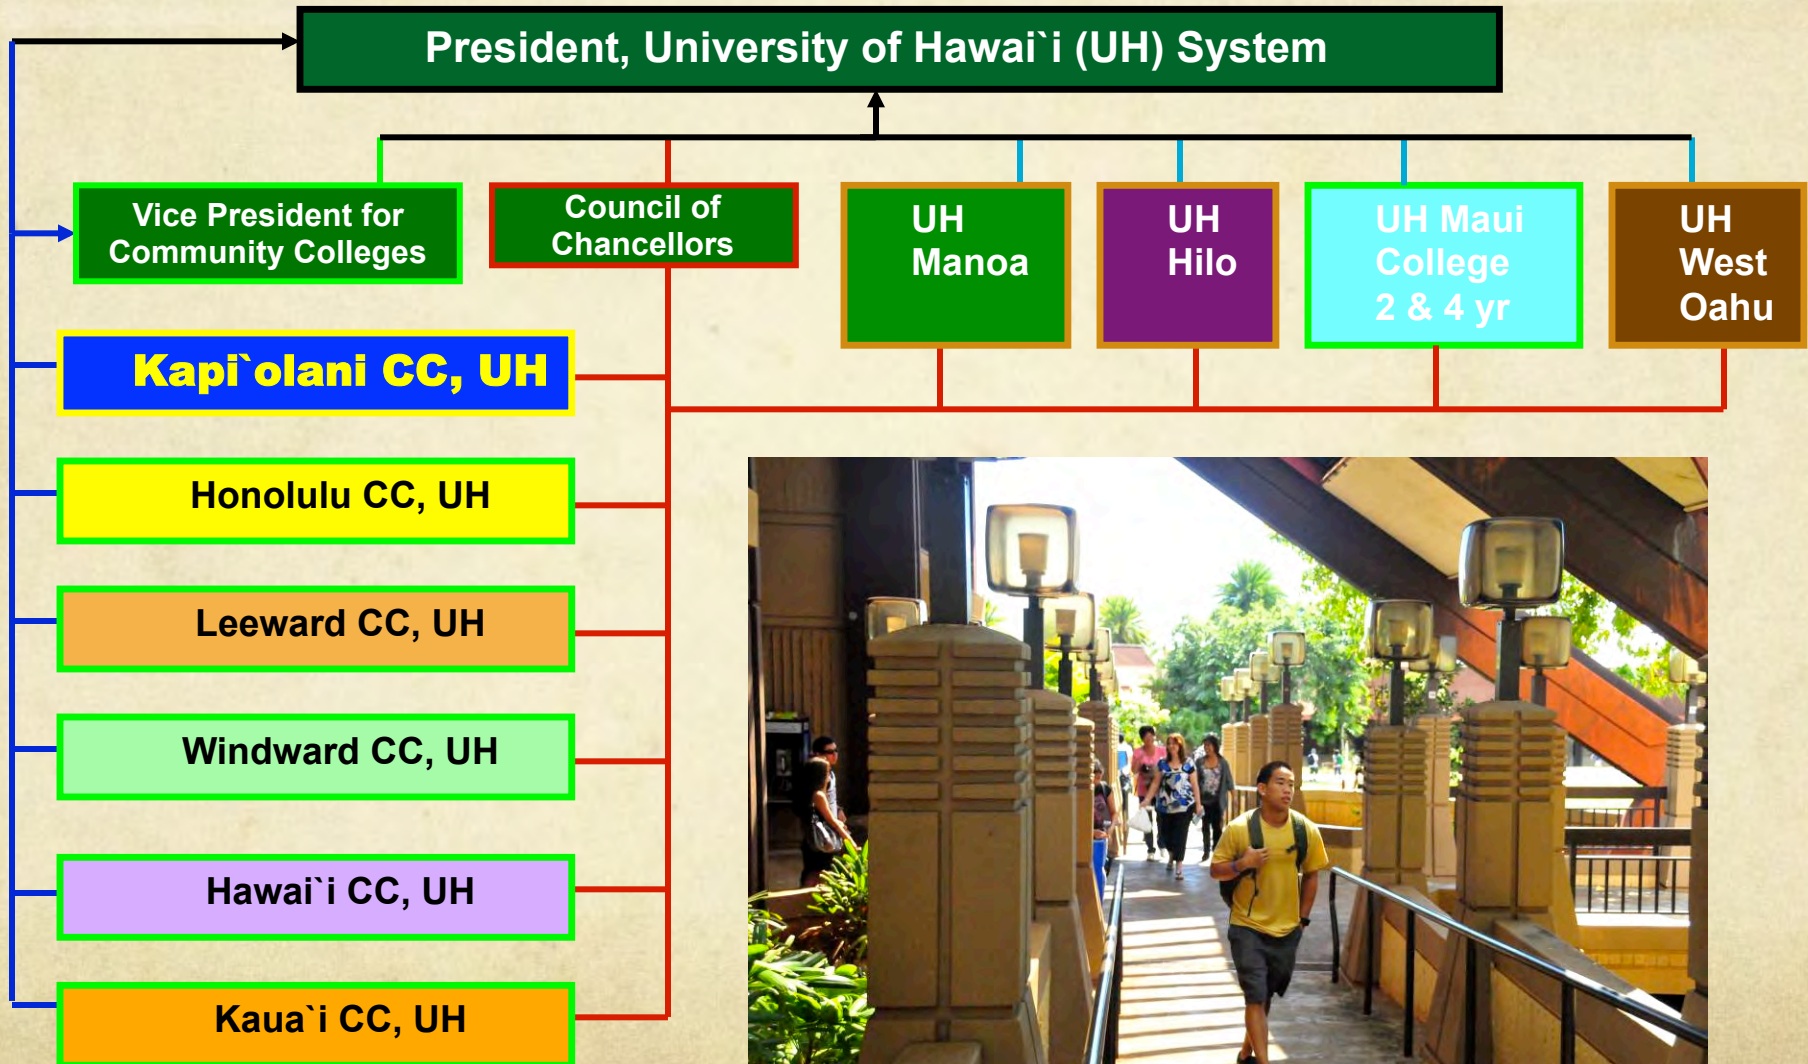 President, University of Hawai`i (UH) System
Vice President for
Community Colleges
Council of
Chancellors
UH
Manoa
UH
Hilo
UH Maui
College
2 & 4 yr
UH
West
Oahu
Kapi`olani CC, UH
Honolulu CC, UH
Leeward CC, UH
Windward CC, UH
Hawai`i CC, UH
Kaua`i CC, UH